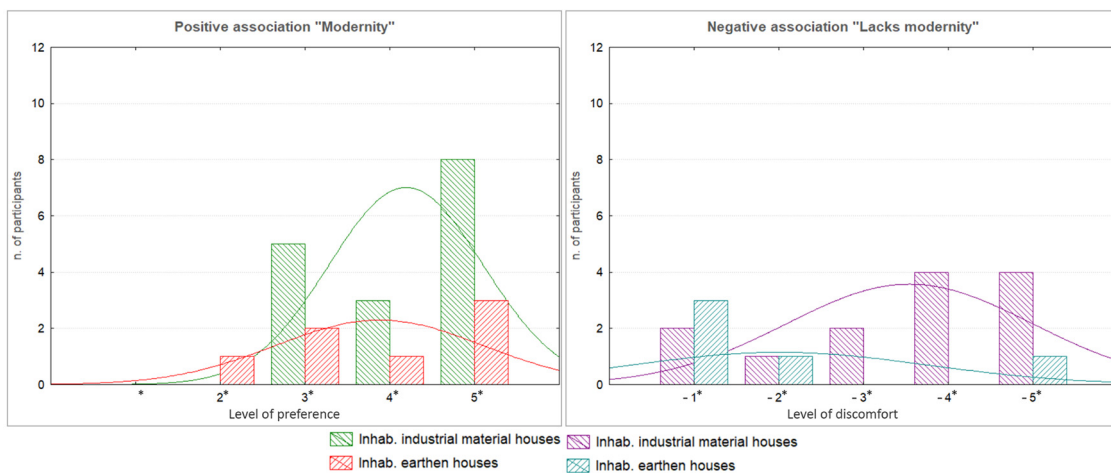 Positive association "Modernity"
12
10
8
6
4
2
0
n. of participants
* 2* 3* 4* 5*
Level of preference
Negative association "Lacks modernity"
12
10
8
6
4
2
0
n. of participants
- 1* - 2* - 3* - 4* - 5*
Level of discomfort
Inhab. industrial material houses
Inhab. earthen houses
Inhab. industrial material houses
Inhab. earthen houses